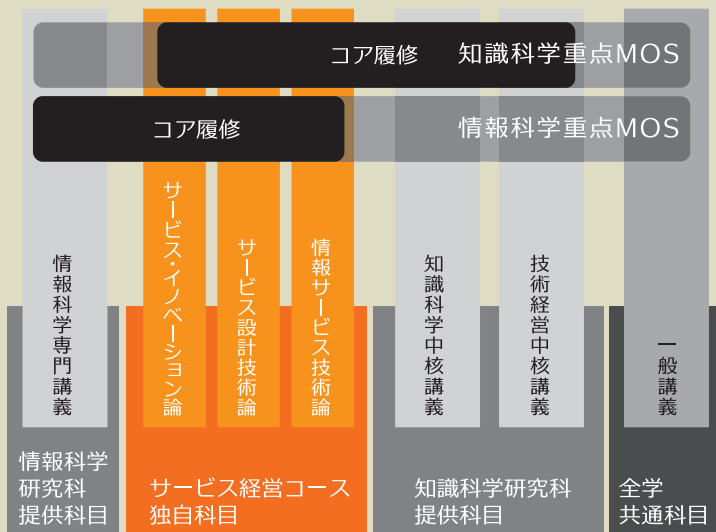 コア履修 知識科学重点MOS
コア履修 情報科学重点MOS
情報科学専門講義
サービス・イノベーション論
サービス設計技術論
情報サービス技術論
知識科学中核講義
技術経営中核講義
一般講義
情報科学
研究科
提供科目
サービス経営コース
独自科目
知識科学研究科
提供科目
全学
共通科目